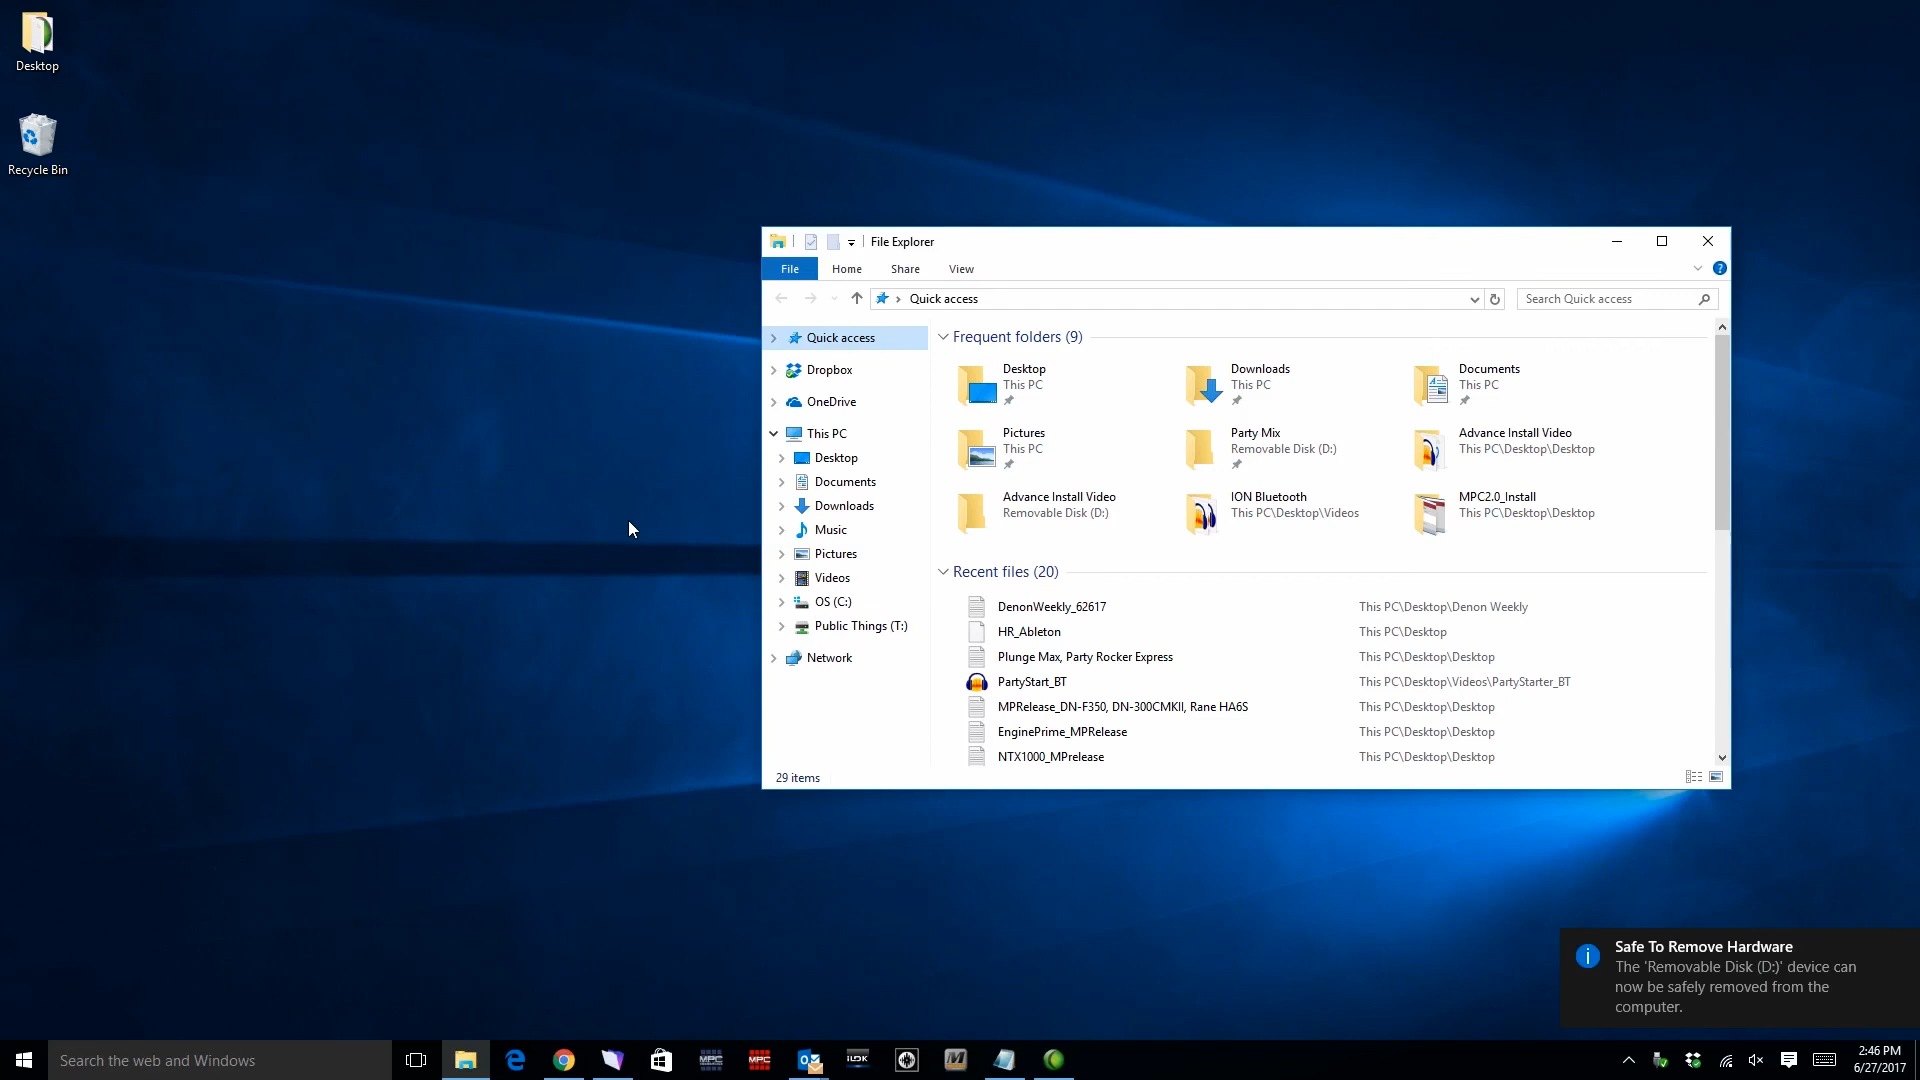 Desktop
Recycle Bin
File Explorer
File
Home
Share
View
Quick access
Search Quick access
Quick access
Dropbox
OneDrive
This PC
Desktop
Documents
Downloads
Music
Pictures
Videos
OS (C:)
Public Things (T:)
Network
Frequent folders (9)
Desktop
This PC
Downloads
This PC
Documents
This PC
Pictures
This PC
Party Mix
Removable Disk (D:)
Advance Install Video
This PC\Desktop\Desktop
Advance Install Video
Removable Disk (D:)
ION Bluetooth
This PC\Desktop\Videos
MPC2.0_Install
This PC\Desktop\Desktop
Recent files (20)
DenonWeekly_62617 This PC\Desktop\Denon Weekly
HR_Ableton This PC\Desktop
Plunge Max, Party Rocker Express This PC\Desktop\Desktop
PartyStart_BT This PC\Desktop\Videos\PartyStarter_BT
MPRelease_DN-F350, DN-300CMKII, Rane HA6S This PC\Desktop\Desktop
EnginePrime_MPRelease This PC\Desktop\Desktop
NTX1000_MPrelease This PC\Desktop\Desktop
29 items
Safe To Remove Hardware
The 'Removable Disk (D:)' device can
now be safely removed from the
computer.
Search the web and Windows
MPC
MPC
iLOK
2:46 PM
6/27/2017